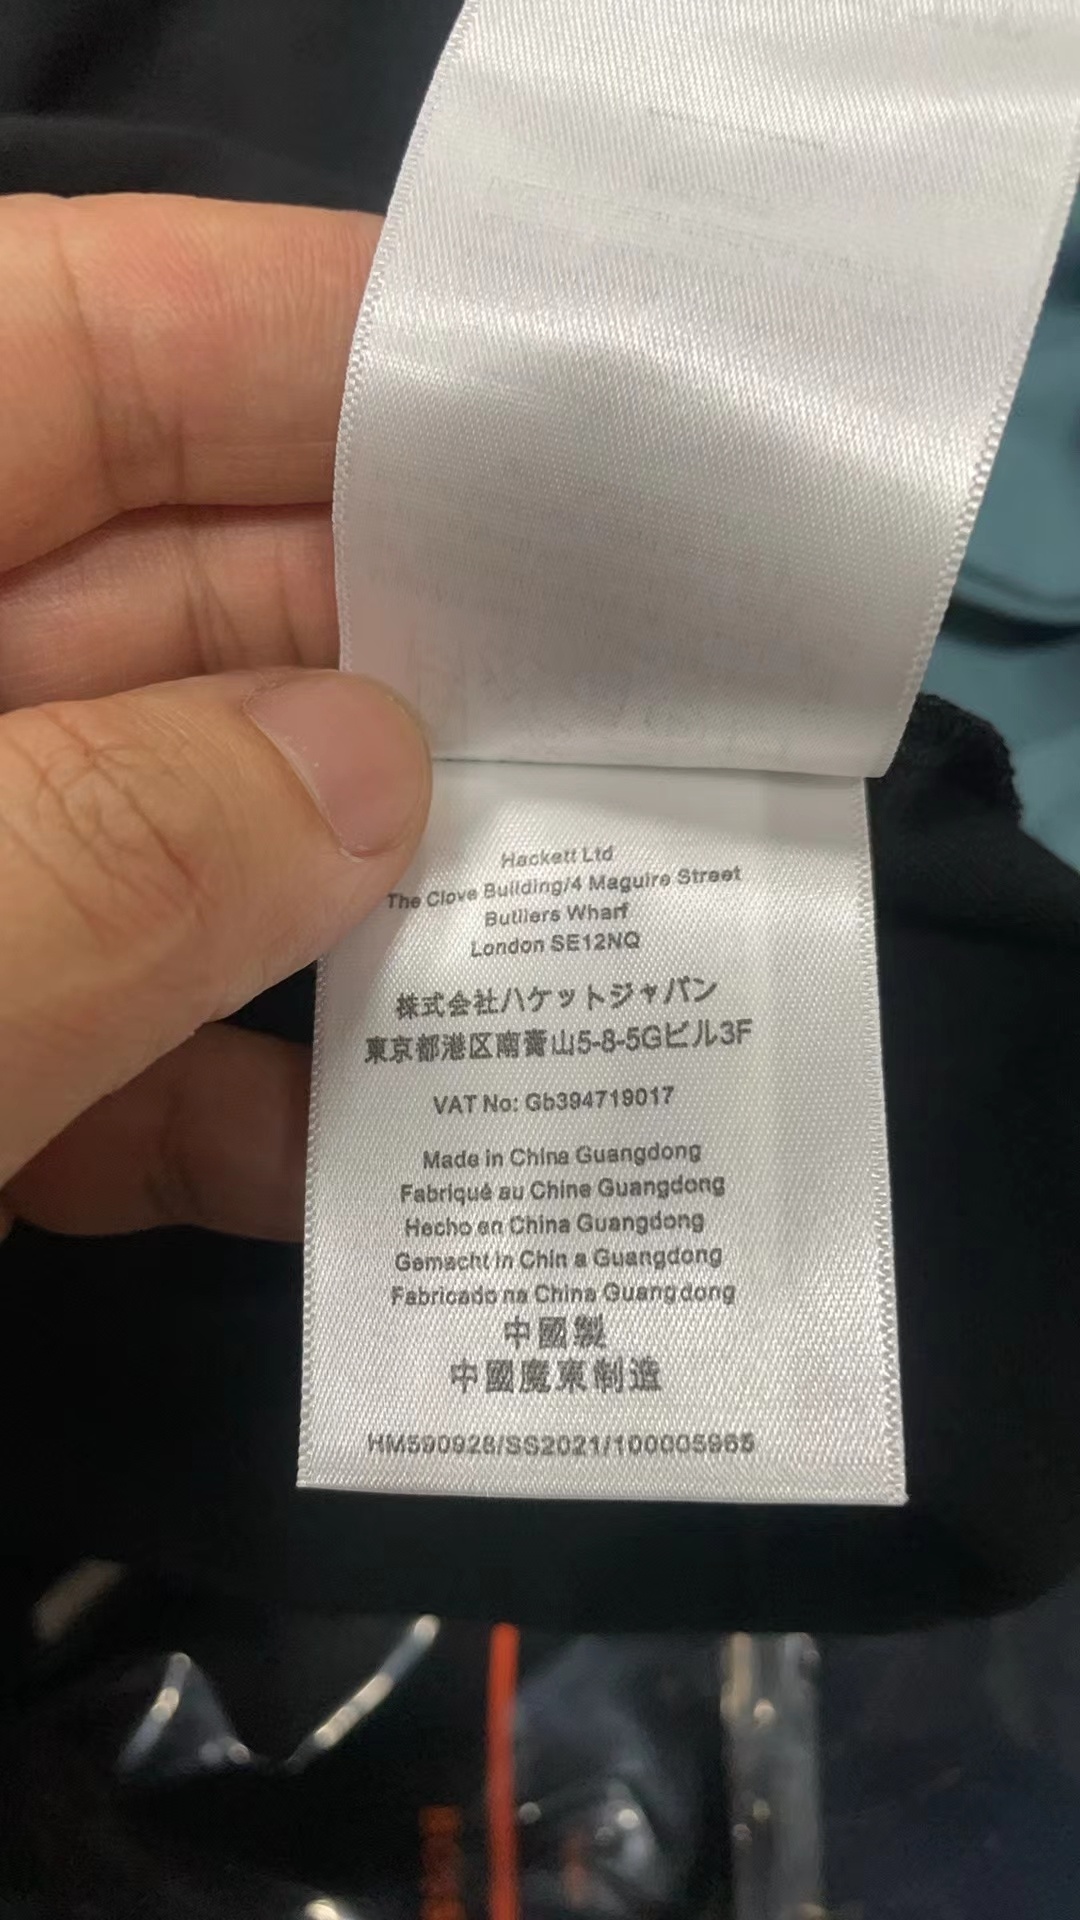 Hackett Ltd
The Clove Building/4 Maguire Street
Butllers Wharf
London SE12NQ
株式会社ハケットジャパン
東京都港区南青山5-8-5Gビル3F
VAT No: Gb394719017
Made in China Guangdong
Fabriqué au Chine Guangdong
Hecho en China Guangdong
Gemacht in Chin a Guangdong
Fabricado na China Guangdong
中國製
中國魔東制造
HM590928/SS2021/100005965